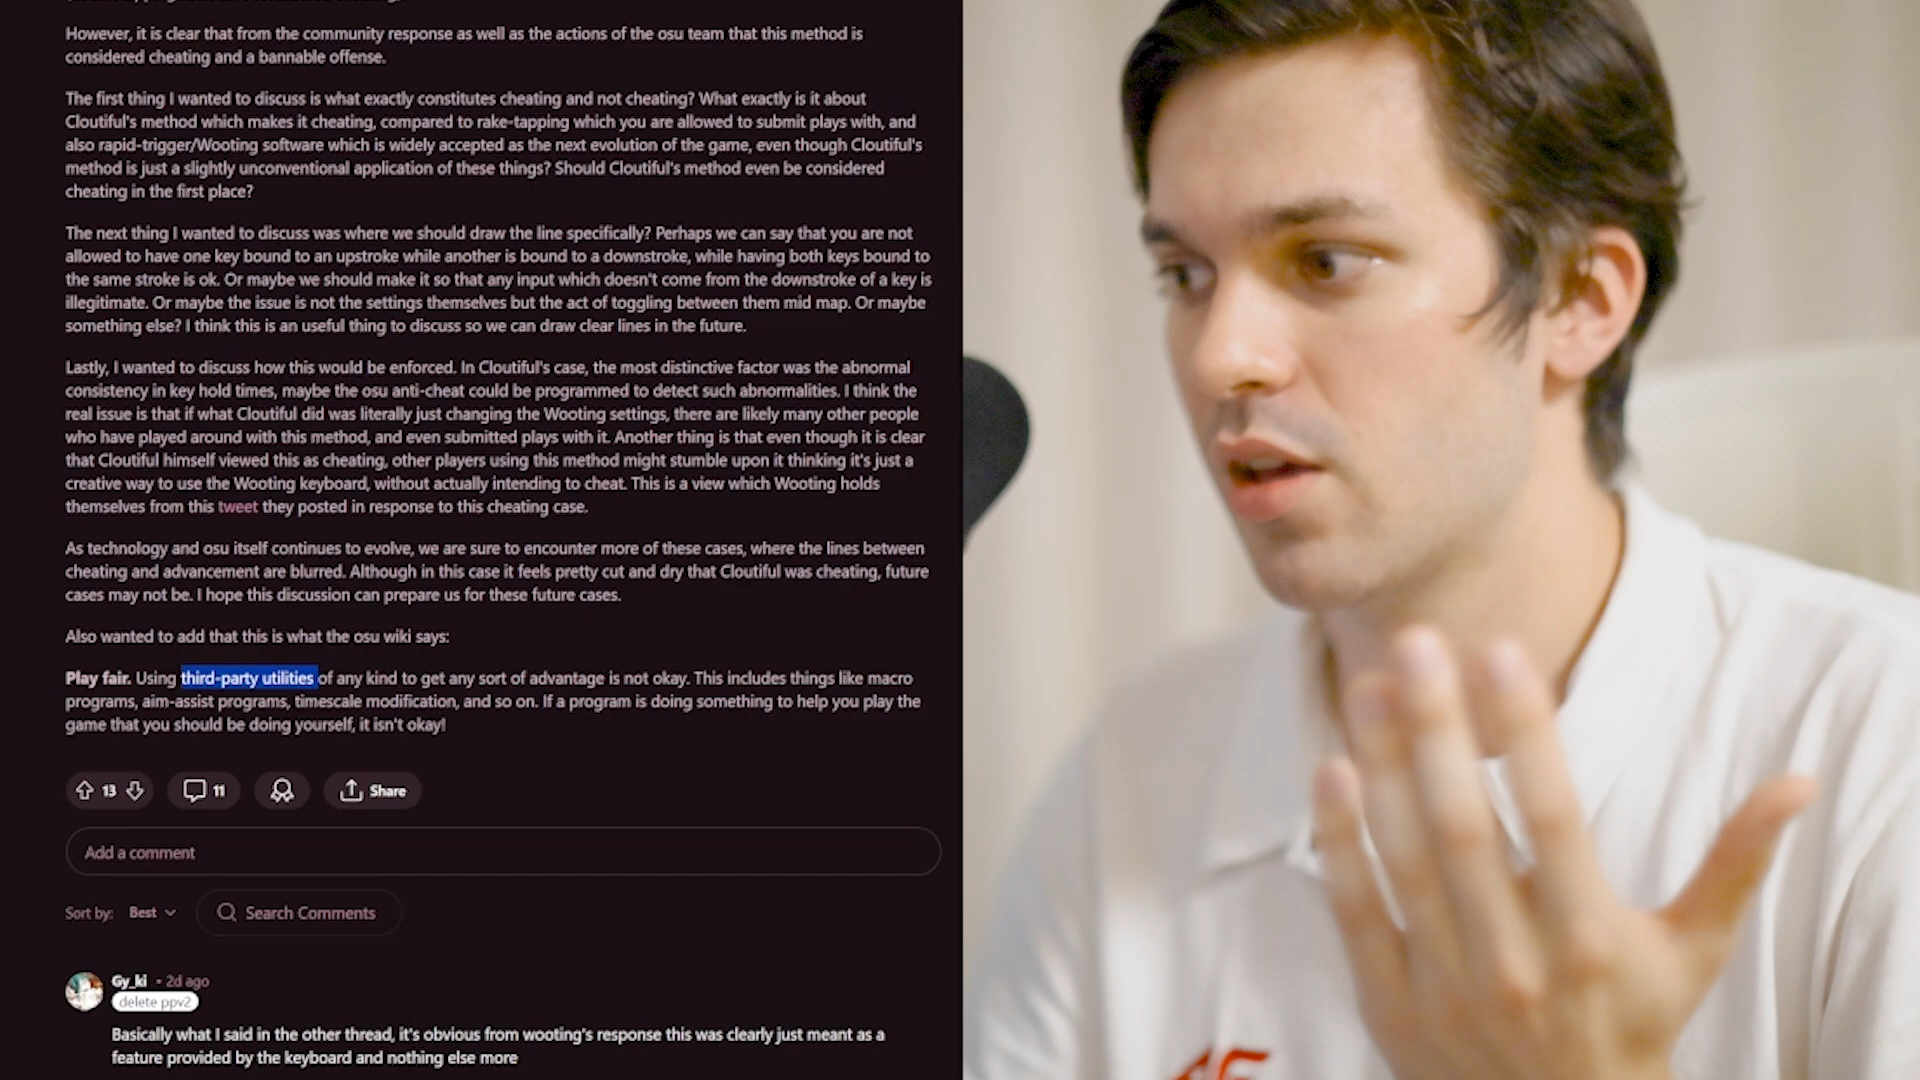 However, it is clear that from the community response as well as the actions of the osu team that this method is
considered cheating and a bannable offense.
The first thing I wanted to discuss is what exactly constitutes cheating and not cheating? What exactly is it about
Cloutiful's method which makes it cheating, compared to rake-tapping which you are allowed to submit plays with, and
also rapid-trigger/Wooting software which is widely accepted as the next evolution of the game, even though Cloutiful's
method is just a slightly unconventional application of these things? Should Cloutiful's method even be considered
cheating in the first place?
The next thing I wanted to discuss was where we should draw the line specifically? Perhaps we can say that you are not
allowed to have one key bound to an upstroke while another is bound to a downstroke, while having both keys bound to
the same stroke is ok. Or maybe we should make it so that any input which doesn't come from the downstroke of a key is
illegitimate. Or maybe the issue is not the settings themselves but the act of toggling between them mid map. Or maybe
something else? I think this is an useful thing to discuss so we can draw clear lines in the future.
Lastly, I wanted to discuss how this would be enforced. In Cloutiful's case, the most distinctive factor was the abnormal
consistency in key hold times, maybe the osu anti-cheat could be programmed to detect such abnormalities. I think the
real issue is that if what Cloutiful did was literally just changing the Wooting settings, there are likely many other people
who have played around with this method, and even submitted plays with it. Another thing is that even though it is clear
that Cloutiful himself viewed this as cheating, other players using this method might stumble upon it thinking it's just a
creative way to use the Wooting keyboard, without actually intending to cheat. This is a view which Wooting holds
themselves from this tweet they posted in response to this cheating case.
As technology and osu itself continues to evolve, we are sure to encounter more of these cases, where the lines between
cheating and advancement are blurred. Although in this case it feels pretty cut and dry that Cloutiful was cheating, future
cases may not be. I hope this discussion can prepare us for these future cases.
Also wanted to add that this is what the osu wiki says:
Play fair. Using third-party utilities of any kind to get any sort of advantage is not okay. This includes things like macro
programs, aim-assist programs, timescale modification, and so on. If a program is doing something to help you play the
game that you should be doing yourself, it isn't okay!
13
11
Share
Add a comment
Sort by: Best
Search Comments
Gy_ki • 2d ago
delete ppv2
Basically what I said in the other thread, it's obvious from wooting's response this was clearly just meant as a
feature provided by the keyboard and nothing else more